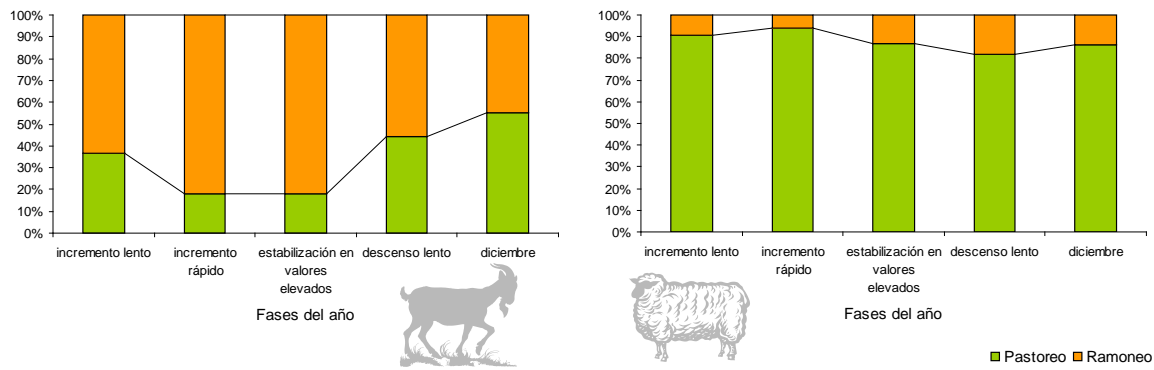 100%
90%
80%
70%
60%
50%
40%
30%
20%
10%
0%
incremento lento
incremento
rápido
estabilización en
valores
elevados
descenso lento
diciembre
Fases del año
100%
90%
80%
70%
60%
50%
40%
30%
20%
10%
0%
incremento lento
incremento
rápido
estabilización en
valores
elevados
descenso lento
diciembre
Fases del año
Pastoreo Ramoneo